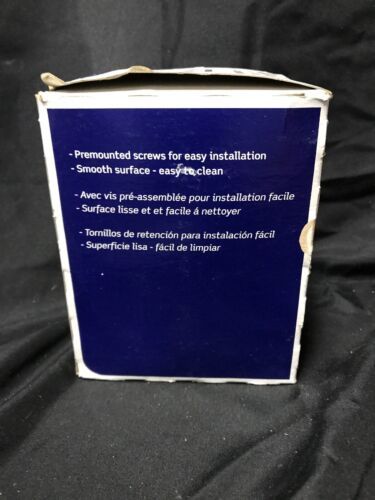 - Premounted screws for easy installation
- Smooth surface - easy to clean
- Avec vis pré-assemblée pour installation facile
- Surface lisse et et facile à nettoyer
- Tornillos de retención para instalación fácil
- Superficie lisa - fácil de limpiar